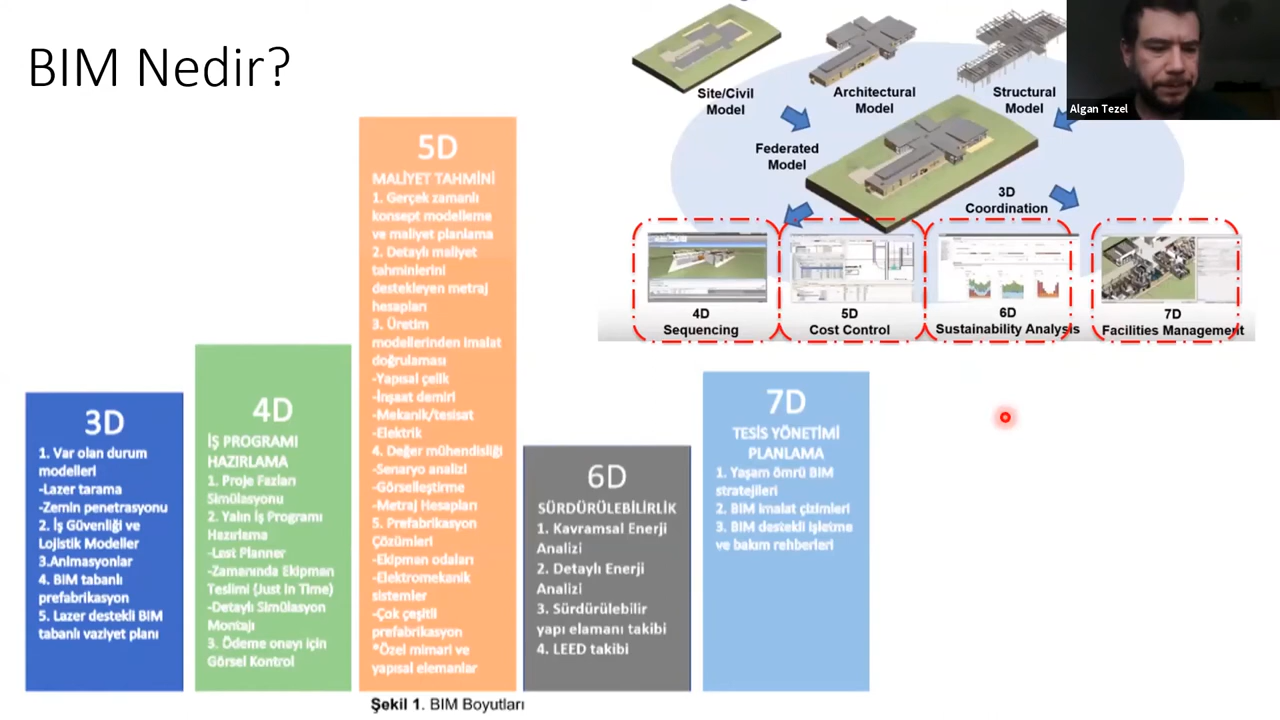 BIM Nedir?
Site/Civil
Model
Architectural
Model
Structural
Model
Algan Tezel
Federated
Model
3D
Coordination
4D
Sequencing
5D
Cost Control
6D
Sustainability Analysis
7D
Facilities Management
3D
1. Var olan durum
modelleri
-Lazer tarama
-Zemin penetrasyonu
2. İş Güvenliği ve
Lojistik Modeller
3.Animasyonlar
4. BIM tabanlı
prefabrikasyon
5. Lazer destekli BIM
tabanlı vaziyet planı
4D
İŞ PROGRAMI
HAZIRLAMA
1. Proje Fazları
Simülasyonu
2. Yalın İş Programı
Hazırlama
-Lest Planner
-Zamanında Ekipman
Teslimi (Just In Time)
-Detaylı Simülasyon
Montajı
3. Ödeme onayı için
Görsel Kontrol
5D
MALİYET TAHMİNİ
1. Gerçek zamanlı
konsept modelleme
ve maliyet planlama
2. Detaylı maliyet
tahminlerini
destekleyen metraj
hesapları
3. Üretim
modellerinden imalat
doğrulaması
-Yapısal çelik
-İnşaat demiri
-Mekanik/tesisat
-Elektrik
4. Değer mühendisliği
-Senaryo analizi
-Görselleştirme
-Metraj Hesapları
5. Prefabrikasyon
Çözümleri
-Ekipman odaları
-Elektromekanik
sistemler
-Çok çeşitli
prefabrikasyon
*Özel mimari ve
yapısal elemanlar
6D
SÜRDÜRÜLEBİLİRLİK
1. Kavramsal Enerji
Analizi
2. Detaylı Enerji
Analizi
3. Sürdürülebilir
yapı elamanı takibi
4. LEED takibi
7D
TESİS YÖNETİMİ
PLANLAMA
1. Yaşam ömrü BIM
stratejileri
2. BIM imalat çizimleri
3. BIM destekli işletme
ve bakım rehberleri
Şekil 1. BIM Boyutları